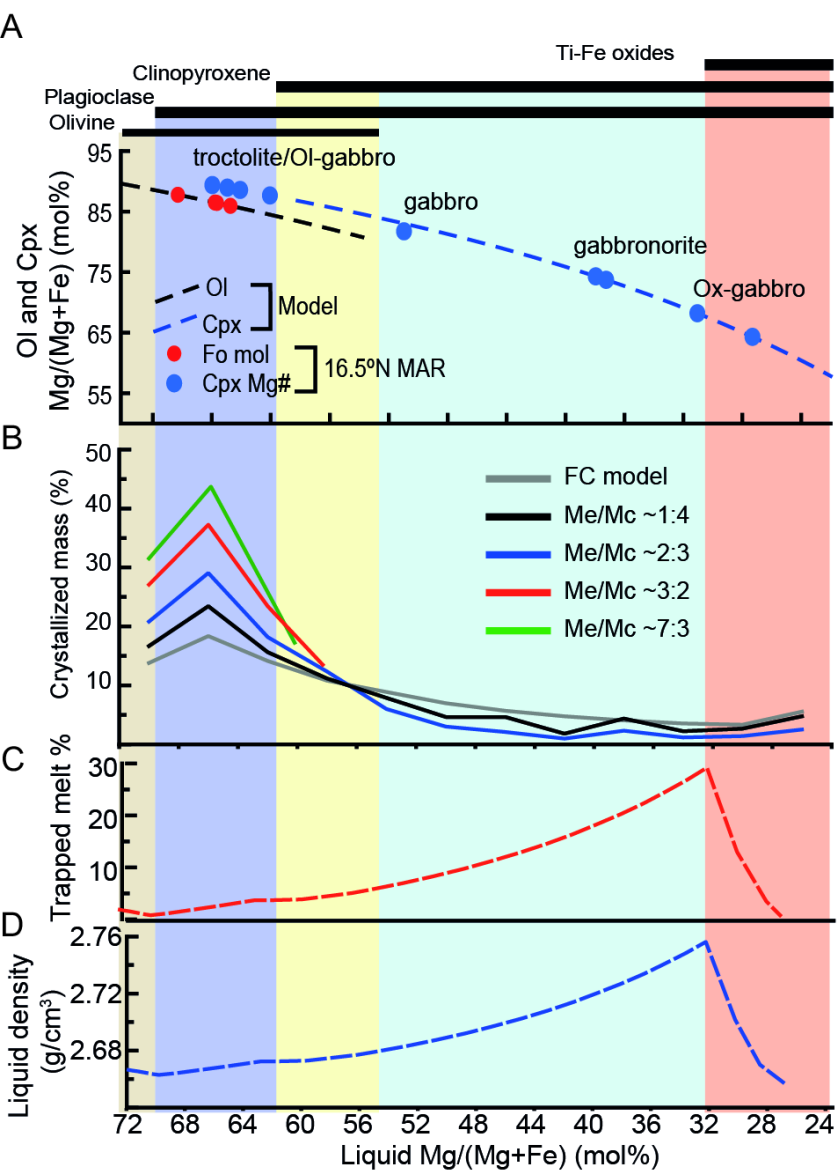 A
Ti-Fe oxides
Clinopyroxene
Plagioclase
Olivine
95
85
75
65
55
Ol and Cpx
Mg/(Mg+Fe) (mol%)
troctolite/Ol-gabbro
gabbro
gabbronorite
Ox-gabbro
Ol
Cpx
Model
Fo mol
Cpx Mg#
16.5ºN MAR
B
50
40
30
20
10
Crystallized mass (%)
FC model
Me/Mc ~1:4
Me/Mc ~2:3
Me/Mc ~3:2
Me/Mc ~7:3
C
30
20
10
Trapped melt %
D
2.76
2.72
2.68
Liquid density
(g/cm³)
72 68 64 60 56 52 48 44 40 36 32 28 24
Liquid Mg/(Mg+Fe) (mol%)